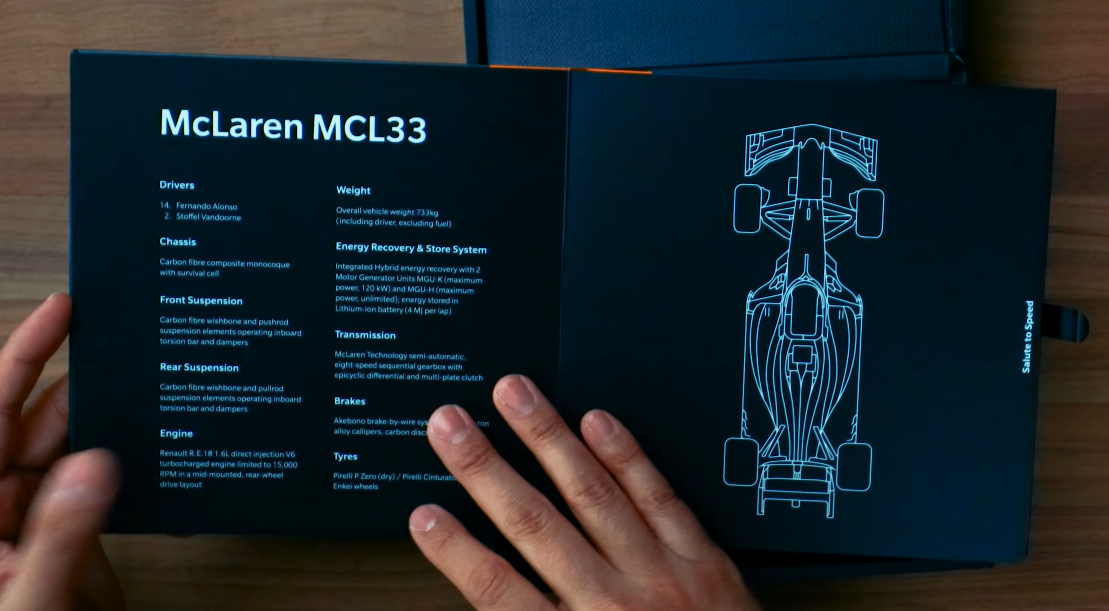 McLaren MCL33
Drivers
14. Fernando Alonso
2. Stoffel Vandoorne
Chassis
Carbon fibre composite monocoque
with survival cell
Front Suspension
Carbon fibre wishbone and pushrod
suspension elements operating inboard
torsion bar and dampers
Rear Suspension
Carbon fibre wishbone and pullrod
suspension elements operating inboard
torsion bar and dampers
Engine
Renault R.E.18 1.6L direct injection V6
turbocharged engine limited to 15,000
RPM in a mid-mounted, rear-wheel
drive layout
Weight
Overall vehicle weight 733kg
(including driver, excluding fuel)
Energy Recovery & Store System
Integrated Hybrid energy recovery with 2
Motor Generator Units MGU-K (maximum
power, 120 kW) and MGU-H (maximum
power, unlimited); energy stored in
Lithium-ion battery (4 MJ per lap)
Transmission
McLaren Technology semi-automatic,
eight-speed sequential gearbox with
epicyclic differential and multi-plate clutch
Brakes
Akebono brake-by-wire
alloy callipers, carbon
Tyres
Pirelli P Zero (dry) / Pirelli
Enkei wheels
Salute to Speed